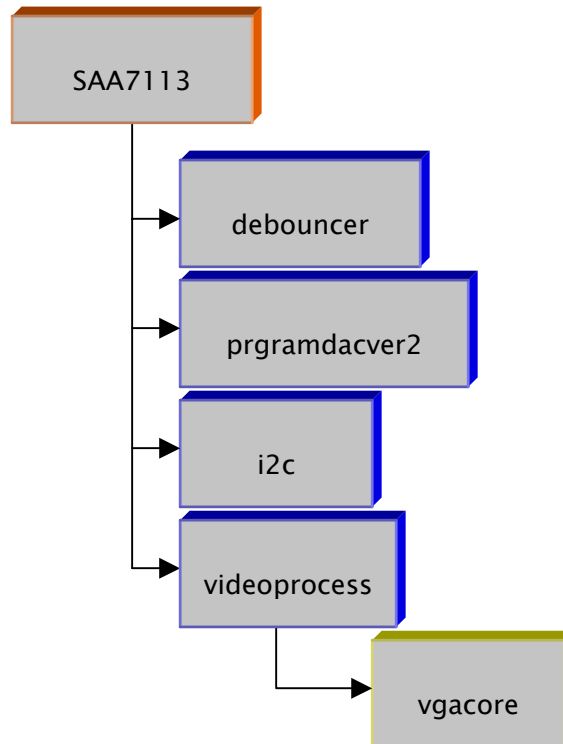 SAA7113
debouncer
prgramdacver2
i2c
videoprocess
vgacore